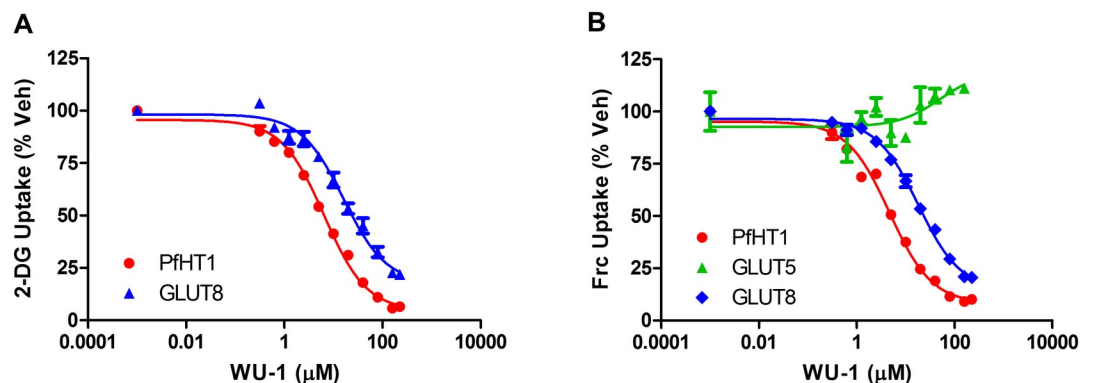 A
2-DG Uptake (% Veh)
125
100
75
50
25
0
PfHT1
GLUT8
0.0001 0.01 1 100 10000
WU-1 (μM)
B
Frc Uptake (% Veh)
125
100
75
50
25
0
PfHT1
GLUT5
GLUT8
0.0001 0.01 1 100 10000
WU-1 (μM)